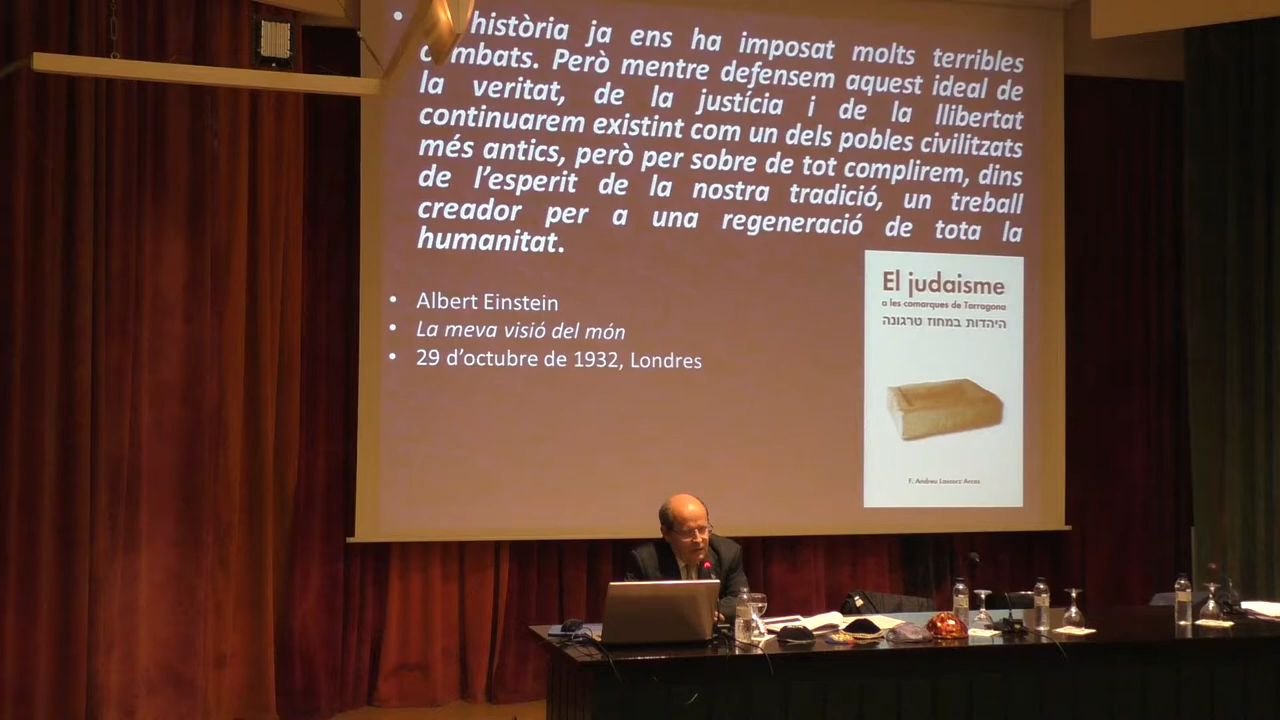 història ja ens ha imposat molts terribles
combats. Però mentre defensem aquest ideal de
la veritat, de la justícia i de la llibertat
continuarem existint com un dels pobles civilitzats
més antics, però per sobre de tot complirem, dins
de l'esperit de la nostra tradició, un treball
creador per a una regeneració de tota la
humanitat.
Albert Einstein
La meva visió del món
29 d'octubre de 1932, Londres
El judaisme
a les comarques de Tarragona
היהדות במחוז טרגונה
F. Andreu Lascorz Arcas